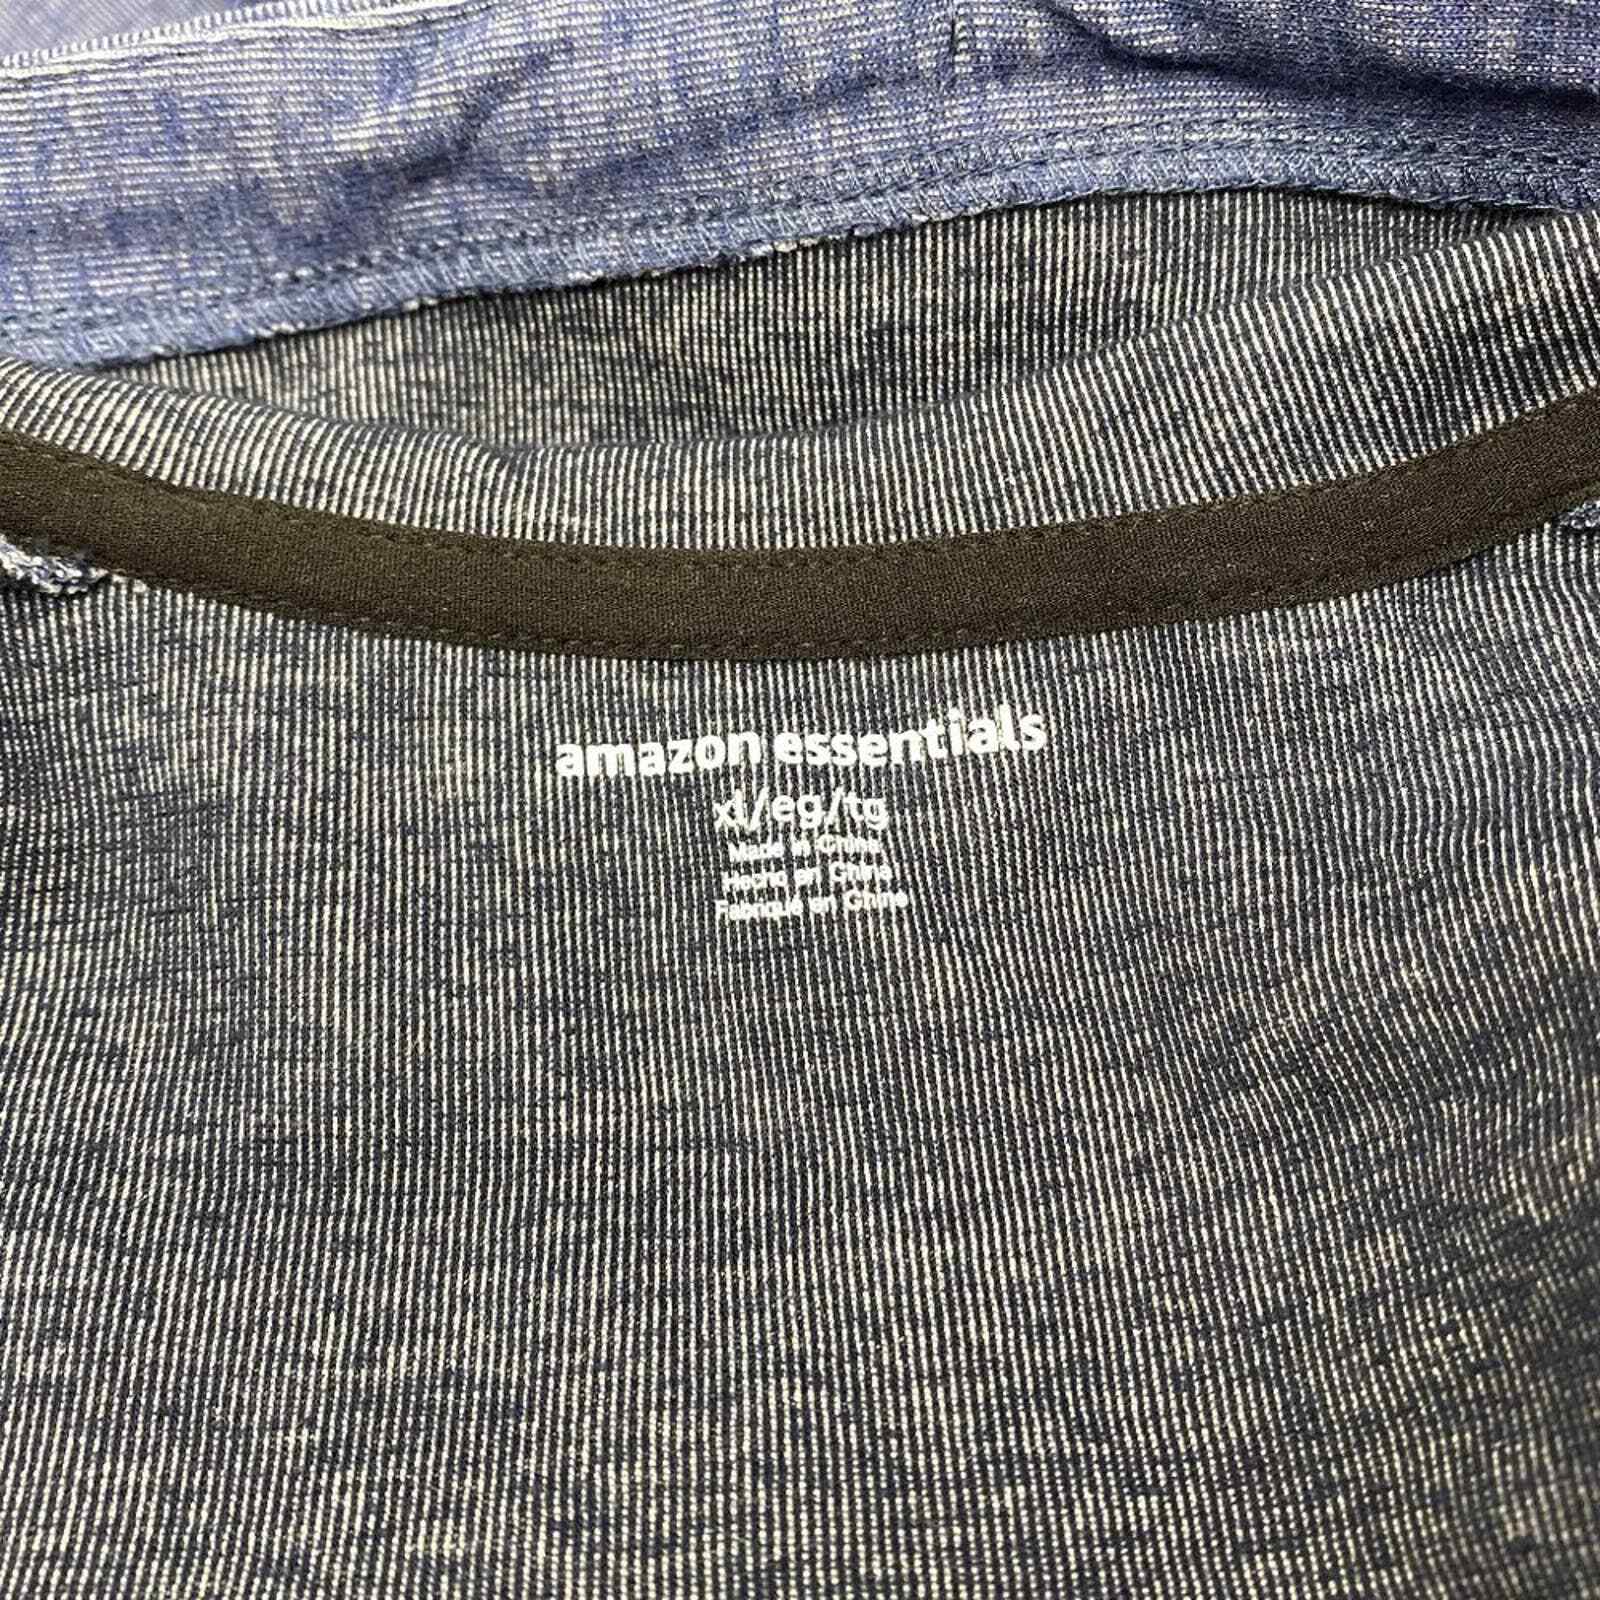 amazon essentials
xl/eg/tg
Made in China
Hecho en China
Fabriqué en Chine